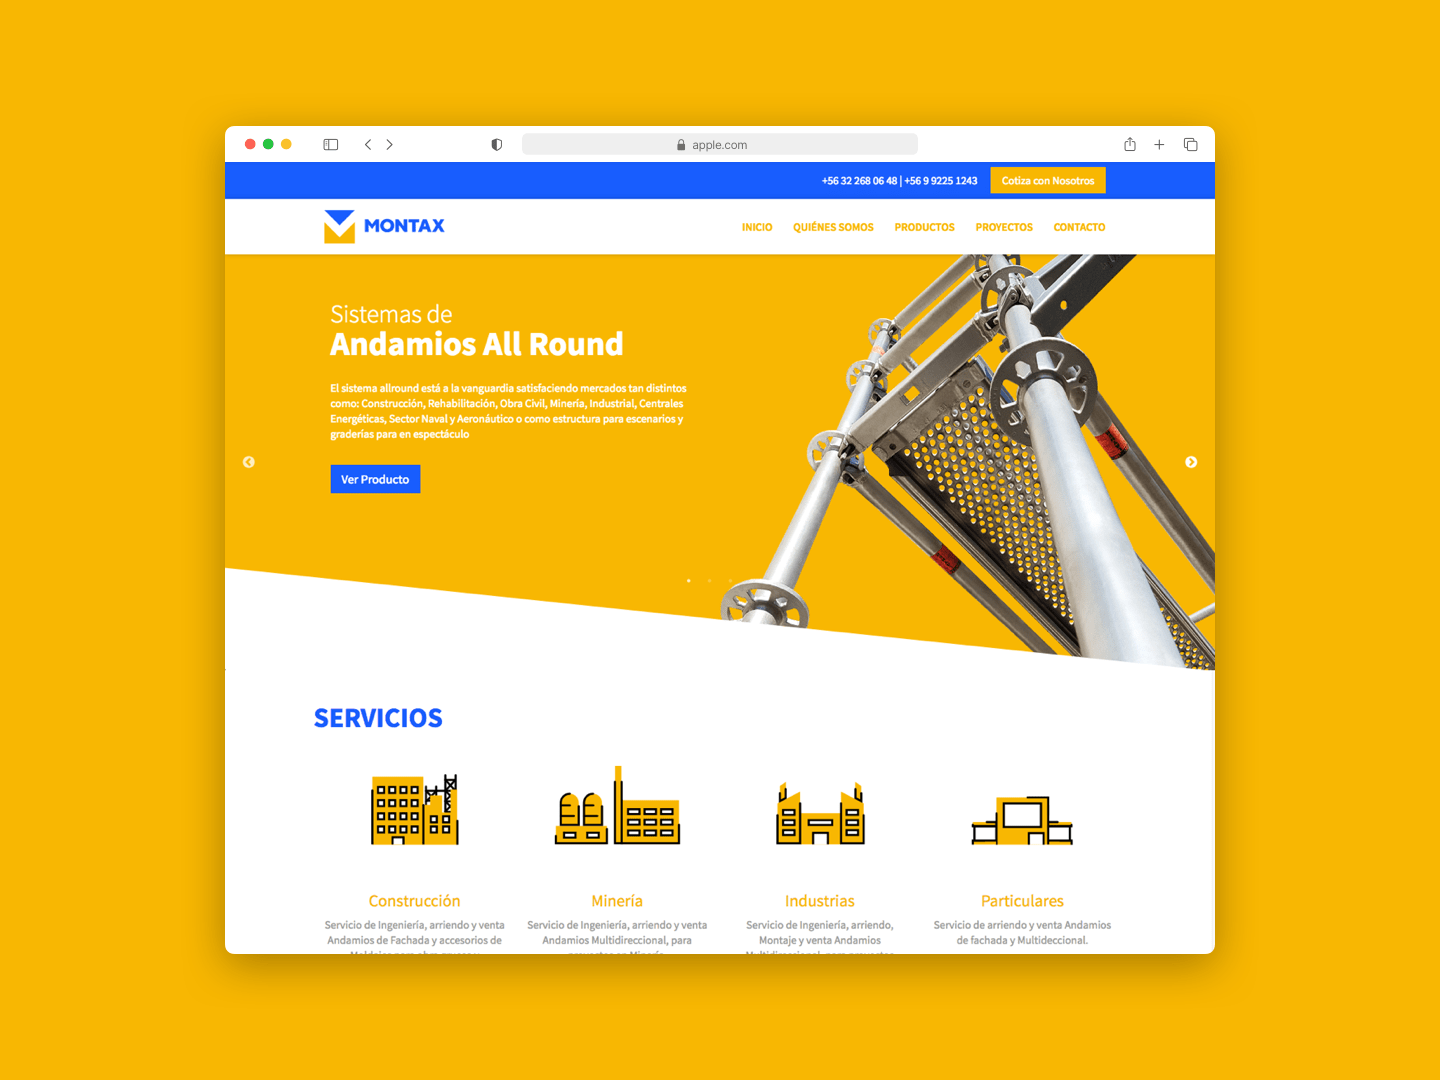 apple.com
+56 32 268 06 48 | +56 9 9225 1243
Cotiza con Nosotros
MONTAX
INICIO QUIÉNES SOMOS PRODUCTOS PROYECTOS CONTACTO
Sistemas de
Andamios All Round
El sistema allround está a la vanguardia satisfaciendo mercados tan distintos
como: Construcción, Rehabilitación, Obra Civil, Minería, Industrial, Centrales
Energéticas, Sector Naval y Aeronáutico o como estructura para escenarios y
graderías para en espectáculo
Ver Producto
SERVICIOS
Construcción
Servicio de Ingeniería, arriendo y venta
Andamios de Fachada y accesorios de
Minería
Servicio de Ingeniería, arriendo y venta
Andamios Multidireccional, para
Industrias
Servicio de Ingeniería, arriendo,
Montaje y venta Andamios
Particulares
Servicio de arriendo y venta Andamios
de fachada y Multideccional.